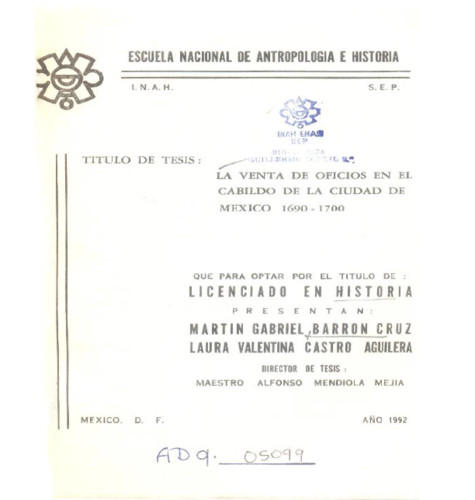 ESCUELA NACIONAL DE ANTROPOLOGIA E HISTORIA
I.N.A.H. S.E.P.
INAH ENAH
SEP
TITULO DE TESIS:
LA VENTA DE OFICIOS EN EL
CABILDO DE LA CIUDAD DE
MEXICO 1690-1700
QUE PARA OPTAR POR EL TITULO DE:
LICENCIADO EN HISTORIA
PRESENTAN:
MARTIN GABRIEL BARRON CRUZ
y
LAURA VALENTINA CASTRO AGUILERA
DIRECTOR DE TESIS:
MAESTRO ALFONSO MENDIOLA MEJIA
MEXICO. D. F. AÑO 1992
ADq. 05099